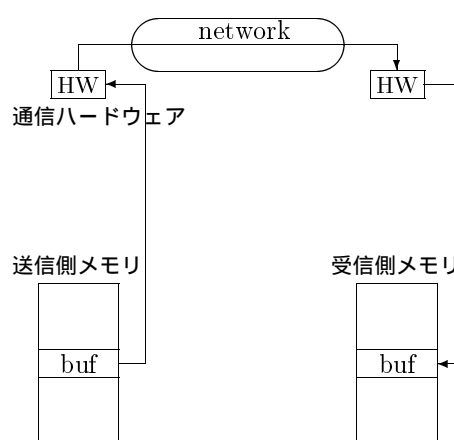 network
HW
HW
通信ハードウェア
送信側メモリ
受信側メモリ
buf
buf